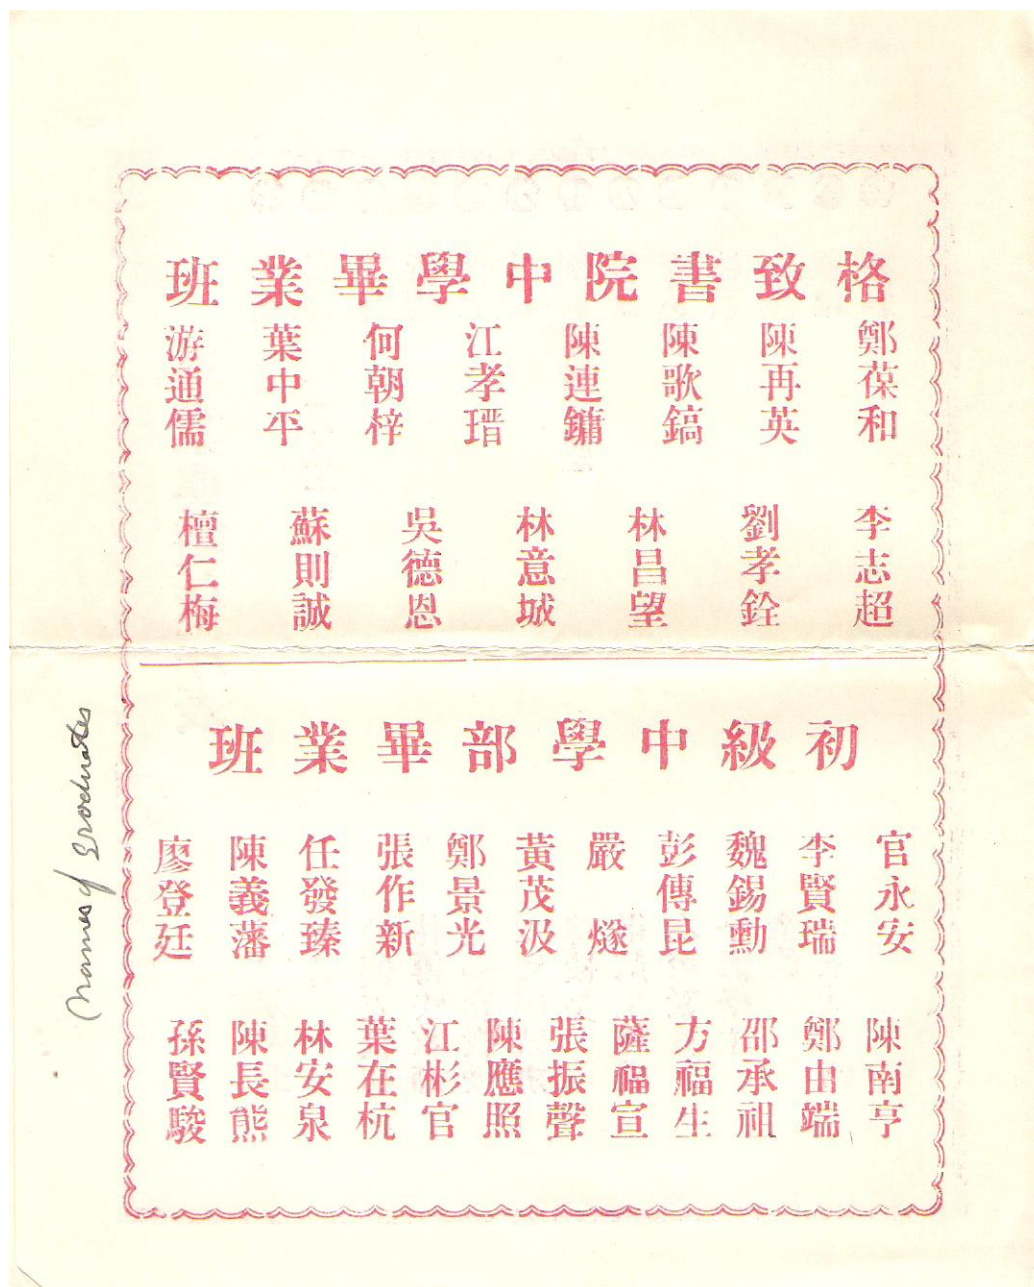 格致書院中學畢業班
鄭葆和
陳再英
陳歌鎬
陳連鏞
江孝瑨
何朝梓
葉中平
游通儒
李志超
劉孝銓
林昌望
林意城
吳德恩
蘇則誠
檀仁梅
初級中學部畢業班
官永安
李賢瑞
魏錫勳
彭傳昆
嚴燧
黃茂汲
鄭景光
張作新
任發臻
陳義藩
廖登廷
陳南亨
鄭由端
邵承祖
方福生
薩福宣
張振聲
陳應照
江彬官
葉在杭
林安泉
陳長熊
孫賢駿
Names of Graduates